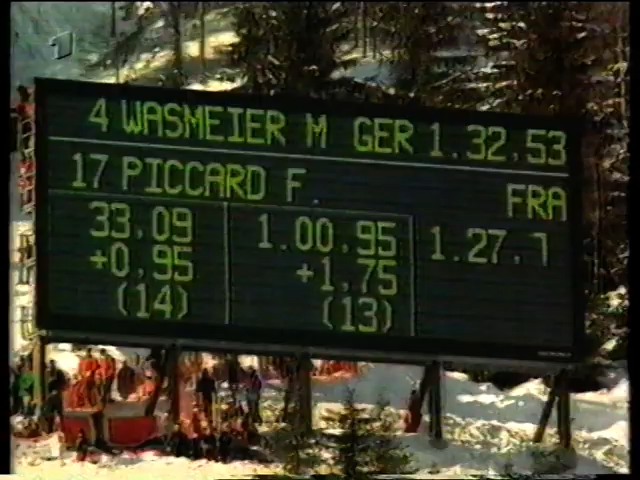 1
4 WASMEIER M GER 1.32.53
17 PICCARD F. FRA
33.09 1.00.95 1.27.1
+0.95 +1.75
(14) (13)